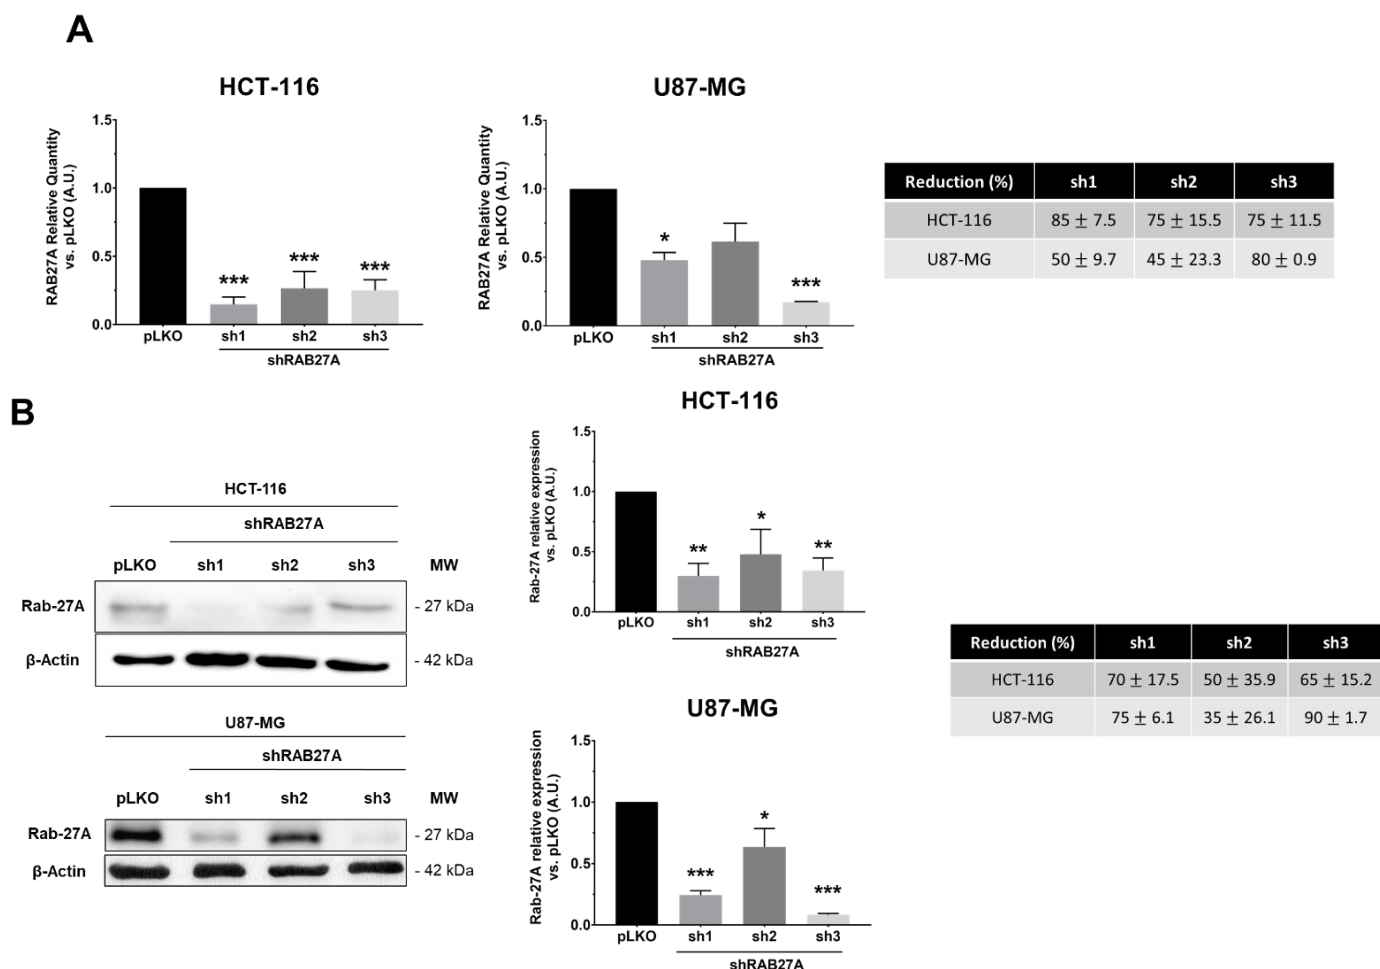 A
HCT-116
RAB27A Relative Quantity
vs. pLKO (A.U.)
1.5
1.0
0.5
0.0
***
***
***
pLKO
sh1
sh2
sh3
shRAB27A
U87-MG
RAB27A Relative Quantity
vs. pLKO (A.U.)
1.5
1.0
0.5
0.0
*
***
pLKO
sh1
sh2
sh3
shRAB27A
Reduction (%) sh1 sh2 sh3
HCT-116 85 ± 7.5 75 ± 15.5 75 ± 11.5
U87-MG 50 ± 9.7 45 ± 23.3 80 ± 0.9
B
HCT-116
shRAB27A
pLKO sh1 sh2 sh3 MW
Rab-27A - 27 kDa
β-Actin - 42 kDa
U87-MG
shRAB27A
pLKO sh1 sh2 sh3 MW
Rab-27A - 27 kDa
β-Actin - 42 kDa
HCT-116
Rab-27A relative expression
vs. pLKO (A.U.)
1.5
1.0
0.5
0.0
**
*
**
pLKO
sh1
sh2
sh3
shRAB27A
U87-MG
Rab-27A relative expression
vs. pLKO (A.U.)
1.5
1.0
0.5
0.0
***
*
***
pLKO
sh1
sh2
sh3
shRAB27A
Reduction (%) sh1 sh2 sh3
HCT-116 70 ± 17.5 50 ± 35.9 65 ± 15.2
U87-MG 75 ± 6.1 35 ± 26.1 90 ± 1.7